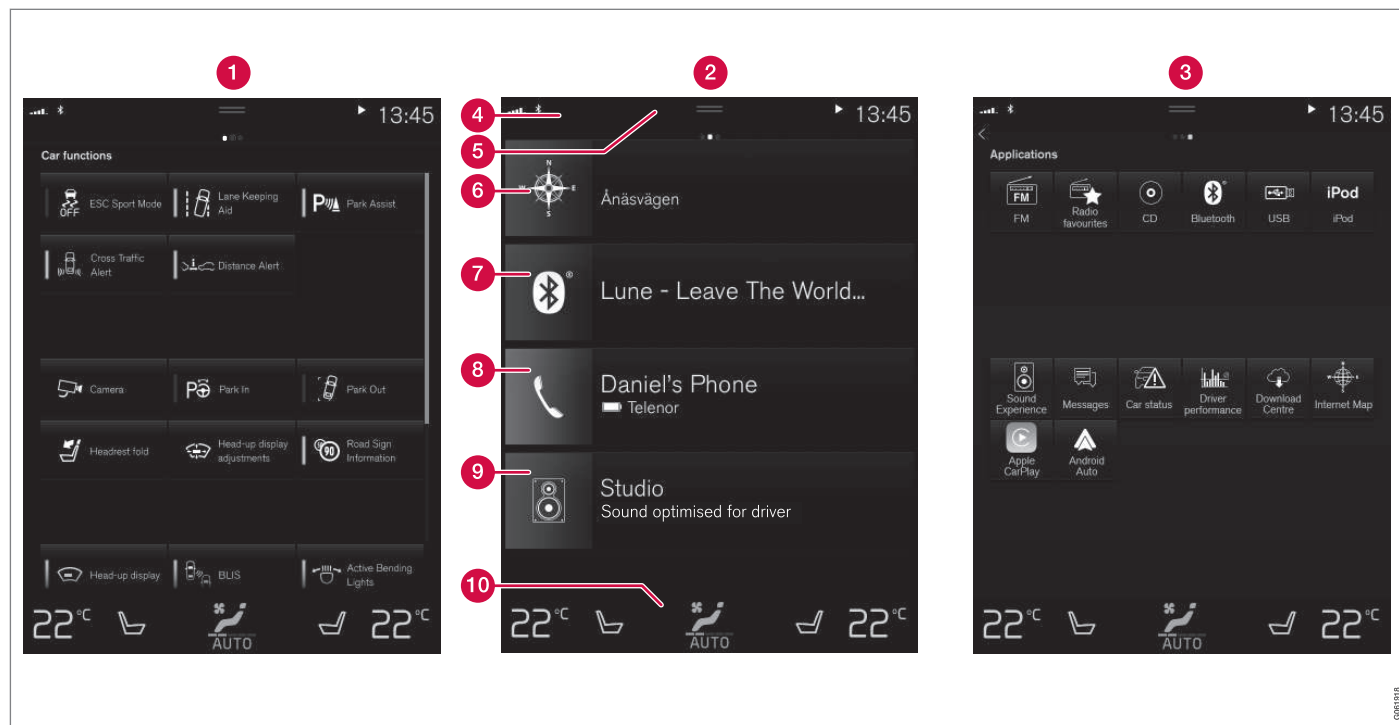 1
2
3
13:45
Car functions
OFF
ESC Sport Mode
Lane Keeping
Aid
P
Park Assist
Cross Traffic
Alert
Distance Alert
Camera
P
Park In
Park Out
Headrest fold
Head-up display
adjustments
90
Road Sign
Information
Head-up display
BLIS
Active Bending
Lights
22 °C
AUTO
22 °C
4
5
6
7
8
9
10
13:45
N
W
E
S
Ånäsvägen
Lune - Leave The World...
Daniel's Phone
Telenor
Studio
Sound optimised for driver
22 °C
AUTO
22 °C
13:45
<
Applications
FM
FM
Radio
favourites
CD
Bluetooth
USB
iPod
iPod
Sound
Experience
Messages
Car status
Driver
performance
Download
Centre
Internet Map
Apple
CarPlay
Android
Auto
22 °C
AUTO
22 °C
G061918